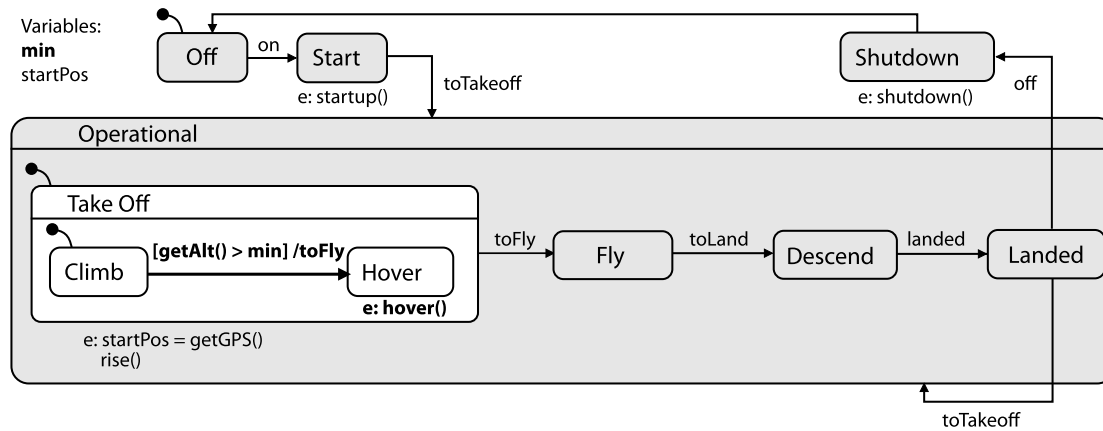 Variables:
min
startPos
Off
on
Start
e: startup()
toTakeoff
Shutdown
e: shutdown()
off
Operational
Take Off
Climb
[getAlt() > min] /toFly
Hover
e: hover()
e: startPos = getGPS()
rise()
toFly
Fly
toLand
Descend
landed
Landed
toTakeoff